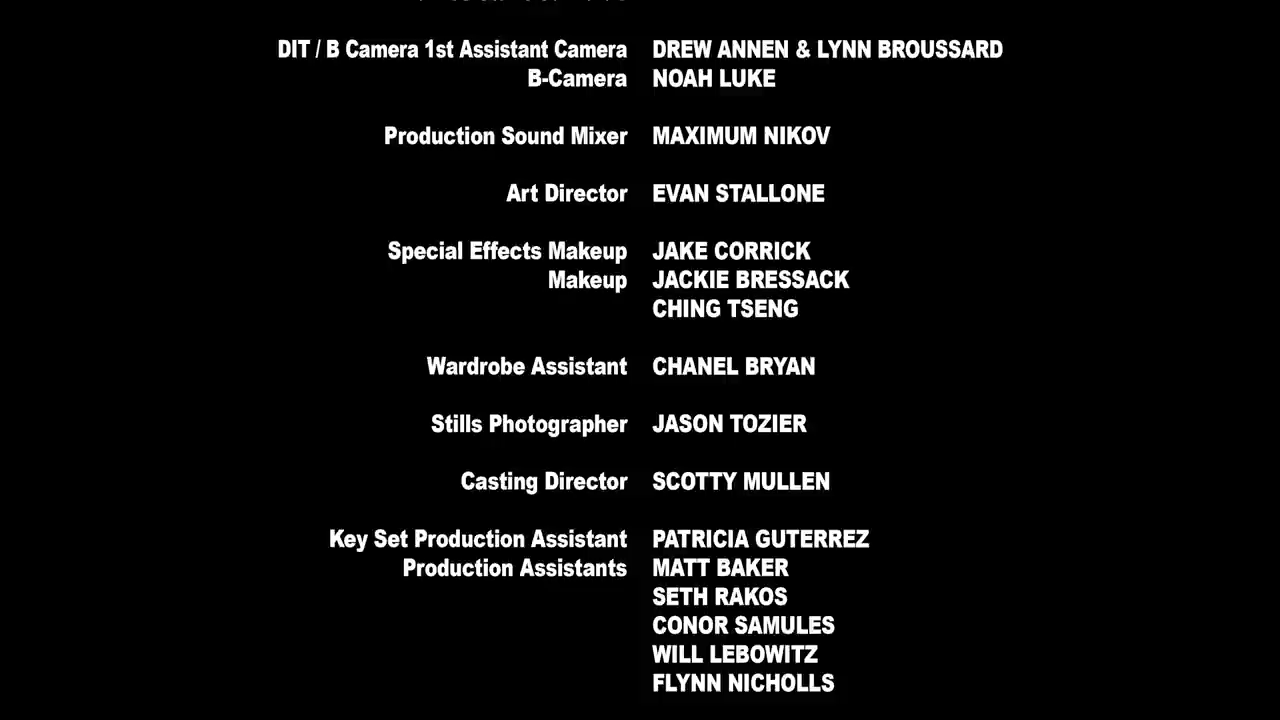 DIT / B Camera 1st Assistant Camera DREW ANNEN & LYNN BROUSSARD
B-Camera NOAH LUKE
Production Sound Mixer MAXIMUM NIKOV
Art Director EVAN STALLONE
Special Effects Makeup JAKE CORRICK
Makeup JACKIE BRESSACK
CHING TSENG
Wardrobe Assistant CHANEL BRYAN
Stills Photographer JASON TOZIER
Casting Director SCOTTY MULLEN
Key Set Production Assistant PATRICIA GUTERREZ
Production Assistants MATT BAKER
SETH RAKOS
CONOR SAMULES
WILL LEBOWITZ
FLYNN NICHOLLS